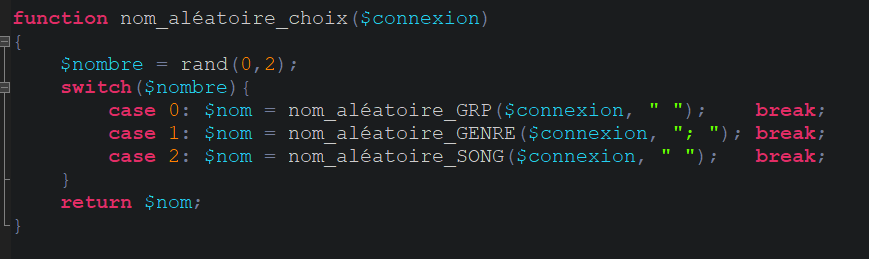 function nom_aléatoire_choix($connexion)
{
    $nombre = rand(0,2);
    switch($nombre){
        case 0: $nom = nom_aléatoire_GRP($connexion, " ");    break;
        case 1: $nom = nom_aléatoire_GENRE($connexion, "; "); break;
        case 2: $nom = nom_aléatoire_SONG($connexion, " ");   break;
    }
    return $nom;
}